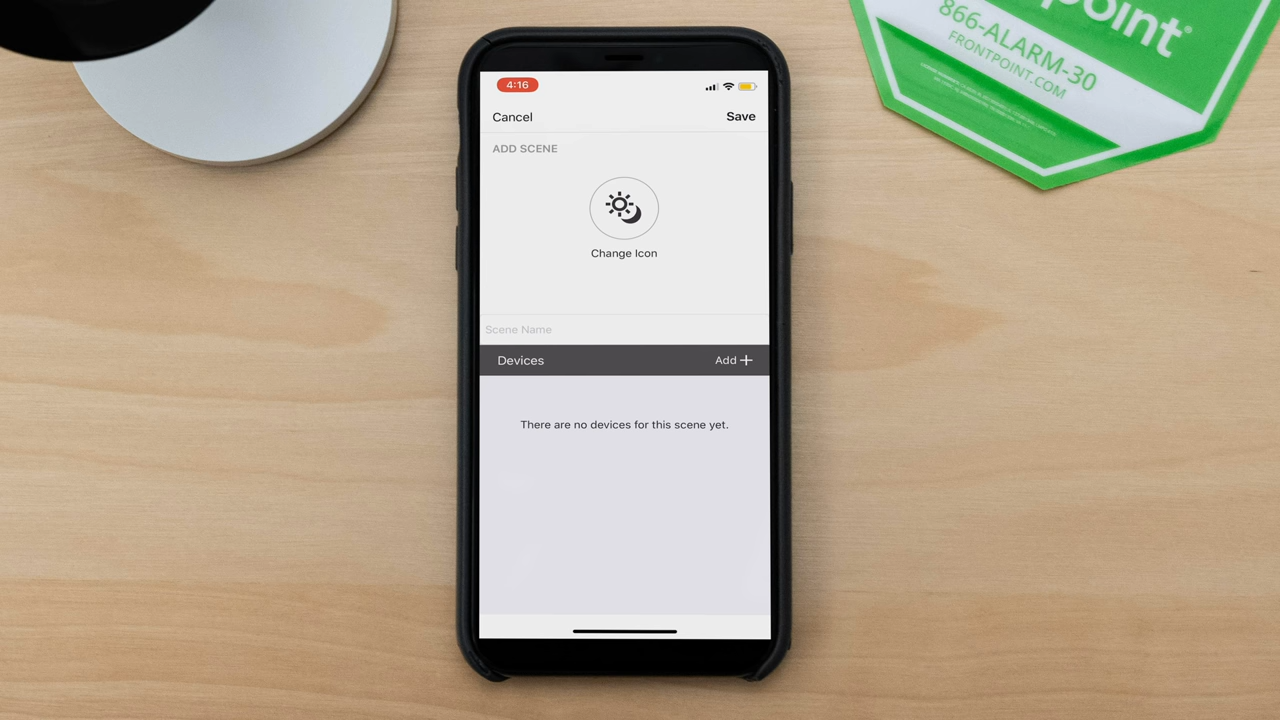 point®
866-ALARM-30
FRONTPOINT.COM
4:16
Cancel
Save
ADD SCENE
Change Icon
Scene Name
Devices
Add +
There are no devices for this scene yet.